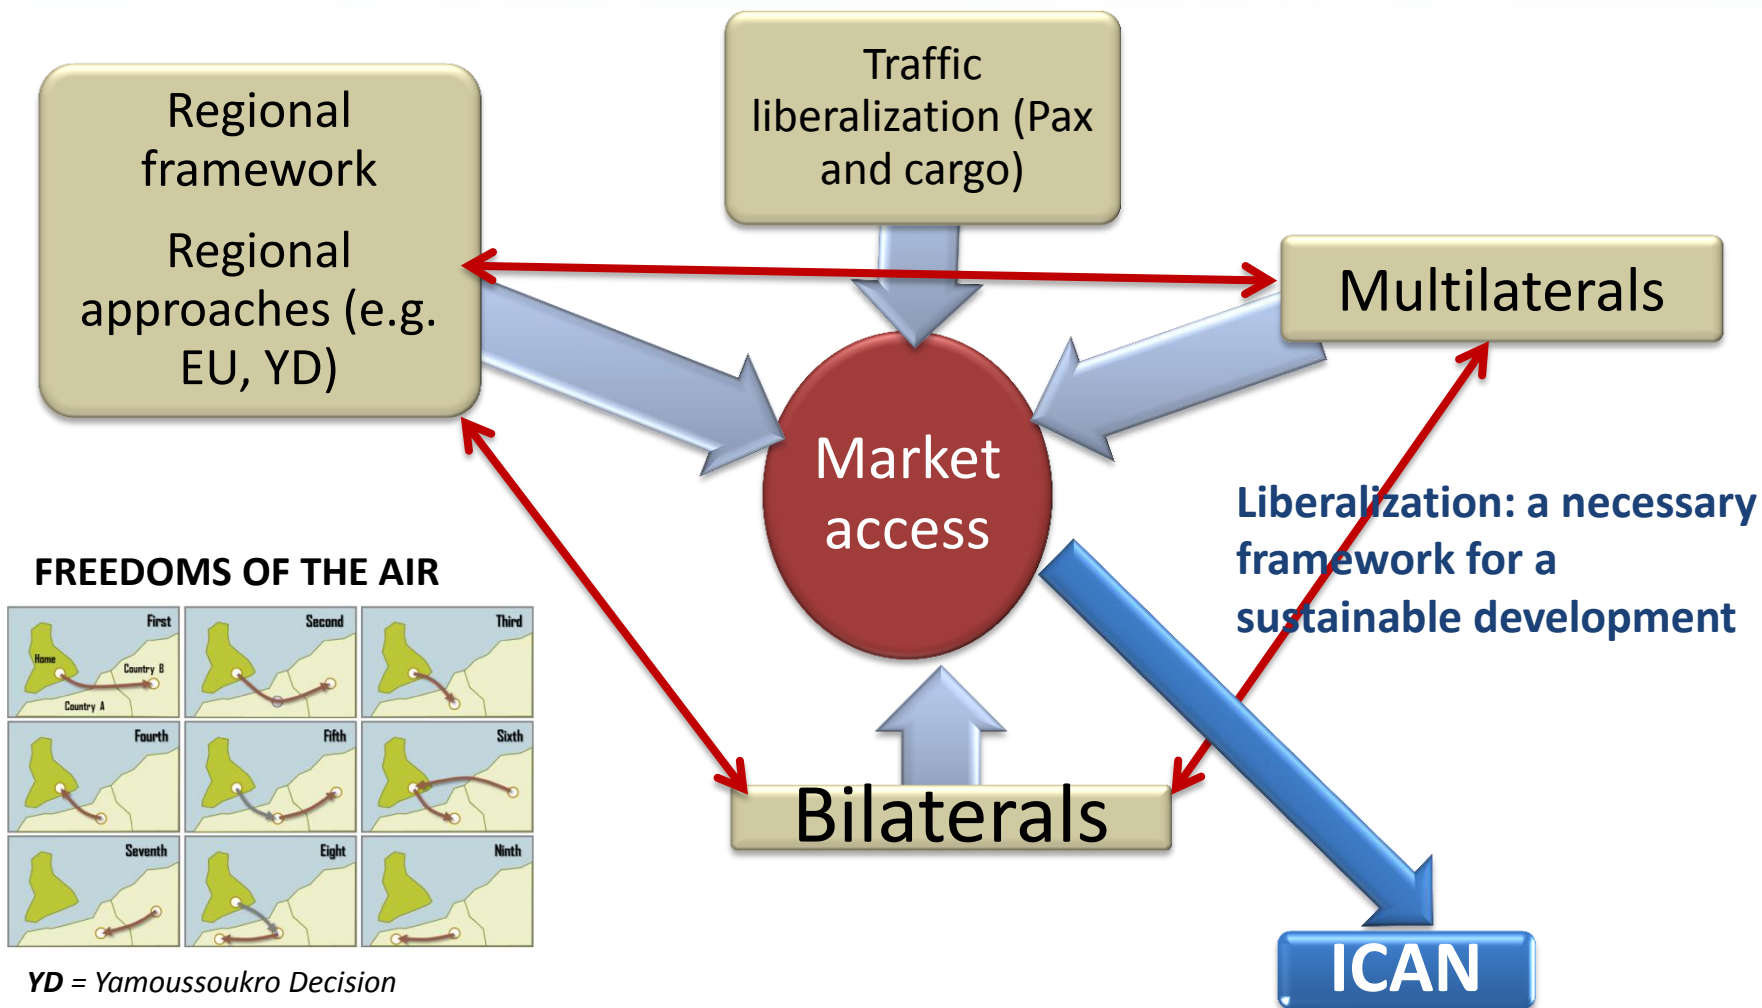 Traffic
liberalization (Pax
and cargo)
Regional
framework
Regional
approaches (e.g.
EU, YD)
Multilaterals
Market
access
Liberalization: a necessary
framework for a
sustainable development
FREEDOMS OF THE AIR
First
Home
Country B
Country A
Second
Third
Fourth
Fifth
Sixth
Seventh
Eight
Ninth
Bilaterals
ICAN
YD = Yamoussoukro Decision